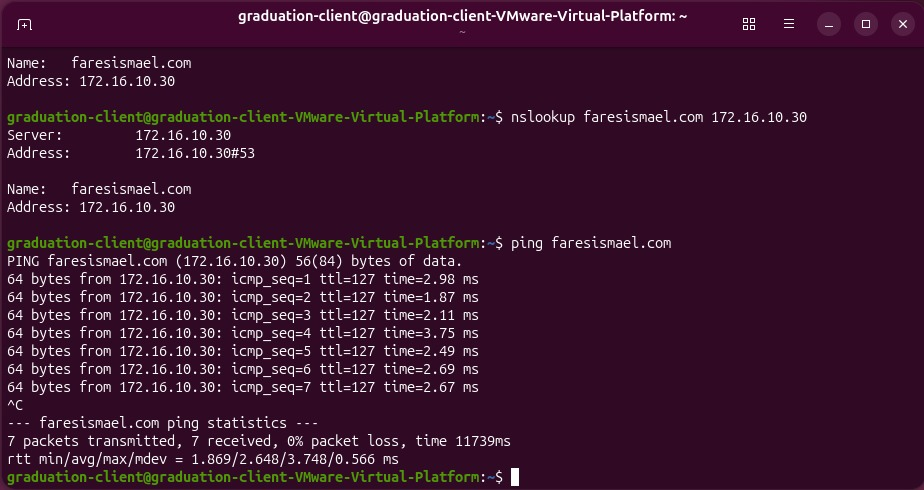 graduation-client@graduation-client-VMware-Virtual-Platform: ~
~
Name:   faresismael.com
Address: 172.16.10.30
graduation-client@graduation-client-VMware-Virtual-Platform:~$ nslookup faresismael.com 172.16.10.30
Server:         172.16.10.30
Address:        172.16.10.30#53
Name:   faresismael.com
Address: 172.16.10.30
graduation-client@graduation-client-VMware-Virtual-Platform:~$ ping faresismael.com
PING faresismael.com (172.16.10.30) 56(84) bytes of data.
64 bytes from 172.16.10.30: icmp_seq=1 ttl=127 time=2.98 ms
64 bytes from 172.16.10.30: icmp_seq=2 ttl=127 time=1.87 ms
64 bytes from 172.16.10.30: icmp_seq=3 ttl=127 time=2.11 ms
64 bytes from 172.16.10.30: icmp_seq=4 ttl=127 time=3.75 ms
64 bytes from 172.16.10.30: icmp_seq=5 ttl=127 time=2.49 ms
64 bytes from 172.16.10.30: icmp_seq=6 ttl=127 time=2.69 ms
64 bytes from 172.16.10.30: icmp_seq=7 ttl=127 time=2.67 ms
^C
--- faresismael.com ping statistics ---
7 packets transmitted, 7 received, 0% packet loss, time 11739ms
rtt min/avg/max/mdev = 1.869/2.648/3.748/0.566 ms
graduation-client@graduation-client-VMware-Virtual-Platform:~$